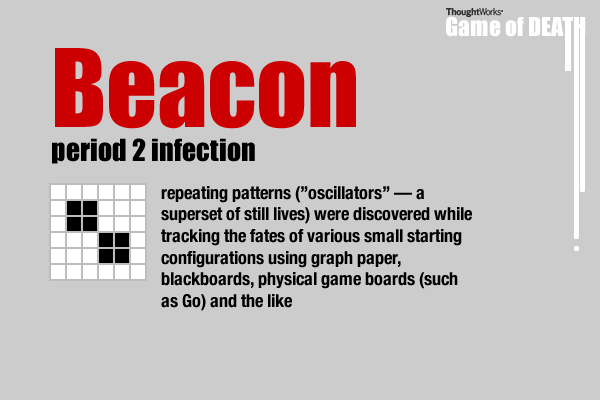 ThoughtWorks®
Game of DEATH
Beacon
period 2 infection
repeating patterns (”oscillators” — a
superset of still lives) were discovered while
tracking the fates of various small starting
configurations using graph paper,
blackboards, physical game boards (such
as Go) and the like